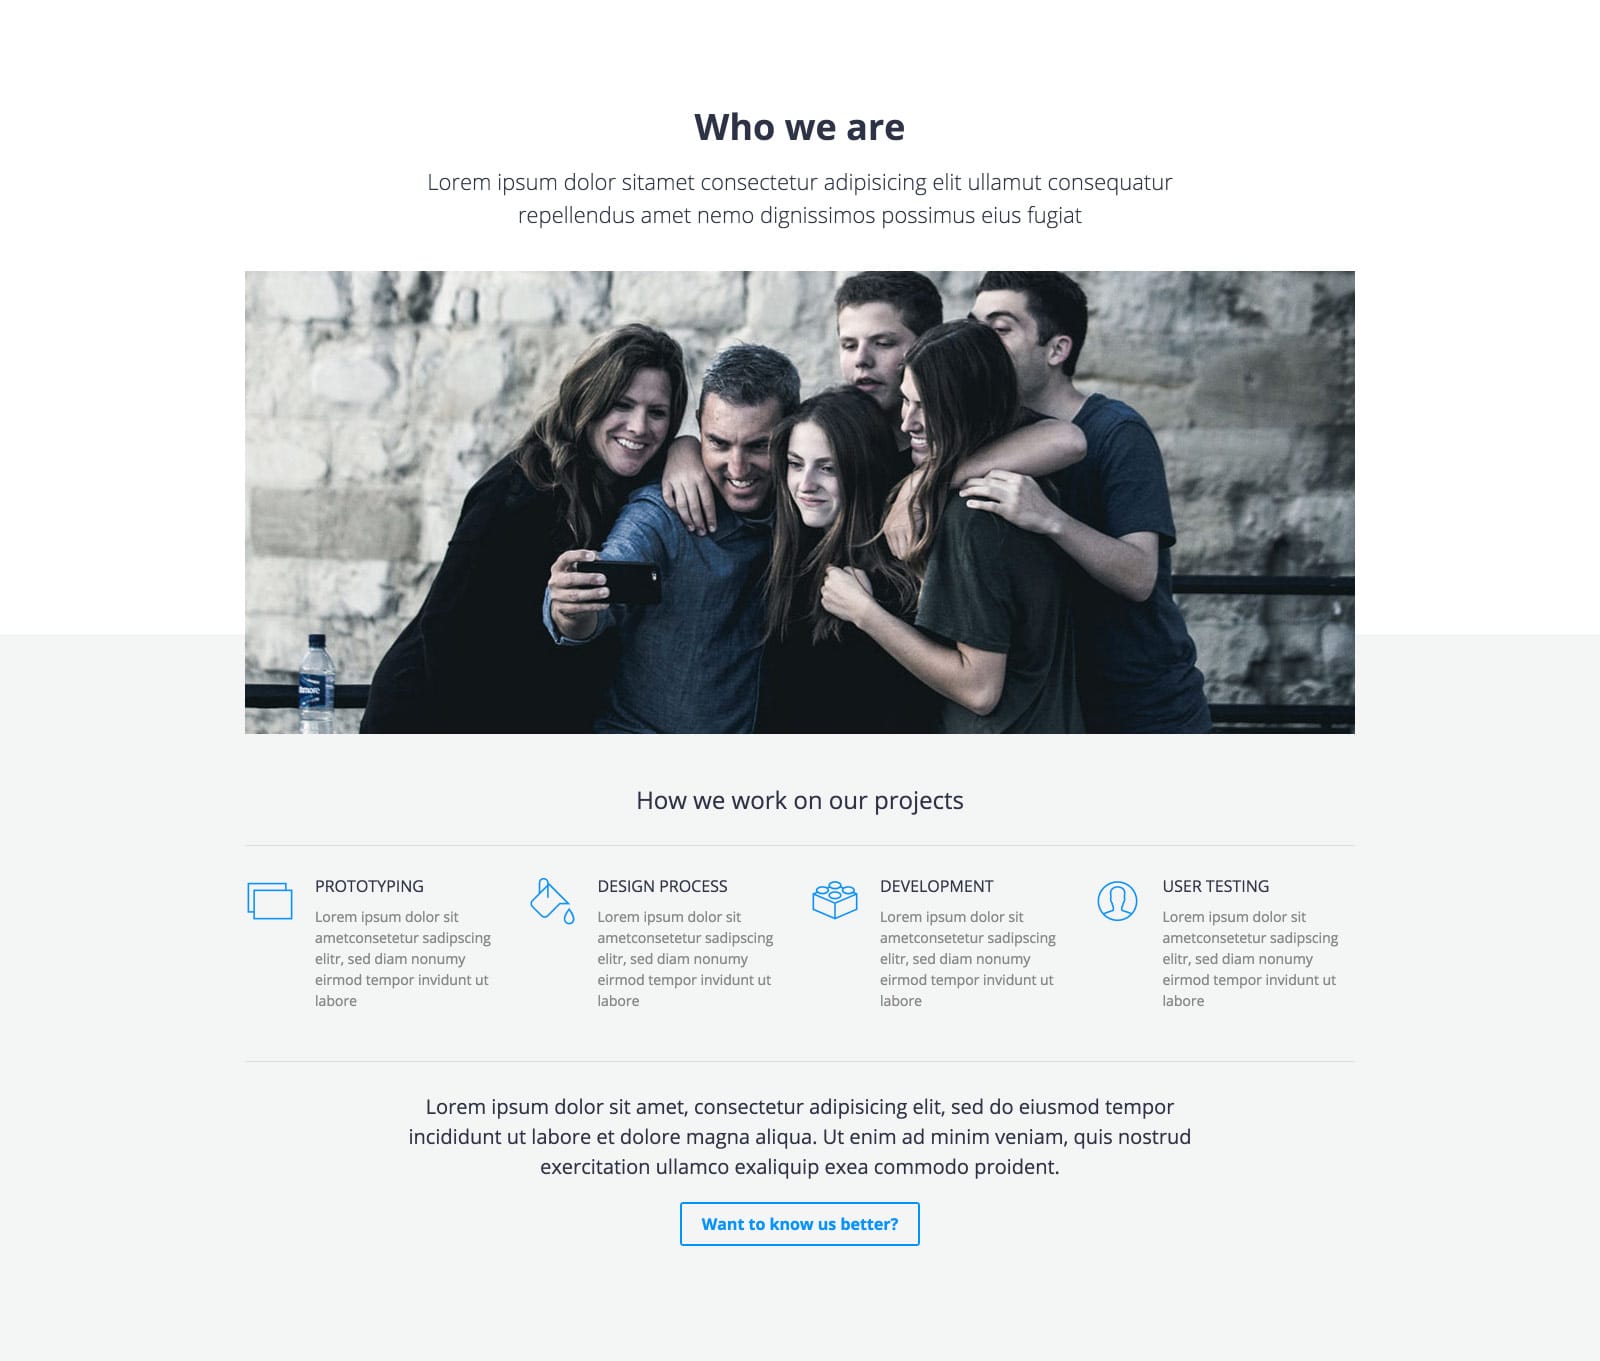 Who we are
Lorem ipsum dolor sitamet consectetur adipisicing elit ullamut consequatur
repellendus amet nemo dignissimos possimus eius fugiat
How we work on our projects
PROTOTYPING
Lorem ipsum dolor sit
ametconsetetur sadipscing
elitr, sed diam nonumy
eirmod tempor invidunt ut
labore
DESIGN PROCESS
Lorem ipsum dolor sit
ametconsetetur sadipscing
elitr, sed diam nonumy
eirmod tempor invidunt ut
labore
DEVELOPMENT
Lorem ipsum dolor sit
ametconsetetur sadipscing
elitr, sed diam nonumy
eirmod tempor invidunt ut
labore
USER TESTING
Lorem ipsum dolor sit
ametconsetetur sadipscing
elitr, sed diam nonumy
eirmod tempor invidunt ut
labore
Lorem ipsum dolor sit amet, consectetur adipisicing elit, sed do eiusmod tempor
incididunt ut labore et dolore magna aliqua. Ut enim ad minim veniam, quis nostrud
exercitation ullamco exaliquip exea commodo proident.
Want to know us better?